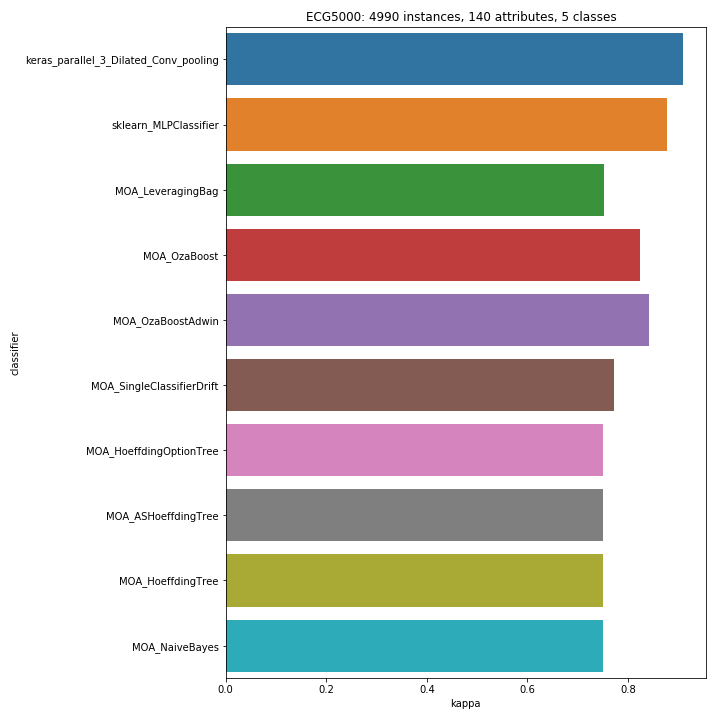 ECG5000: 4990 instances, 140 attributes, 5 classes
classifier
keras_parallel_3_Dilated_Conv_pooling
sklearn_MLPClassifier
MOA_LeveragingBag
MOA_OzaBoost
MOA_OzaBoostAdwin
MOA_SingleClassifierDrift
MOA_HoeffdingOptionTree
MOA_ASHoeffdingTree
MOA_HoeffdingTree
MOA_NaiveBayes
0.0 0.2 0.4 0.6 0.8
kappa